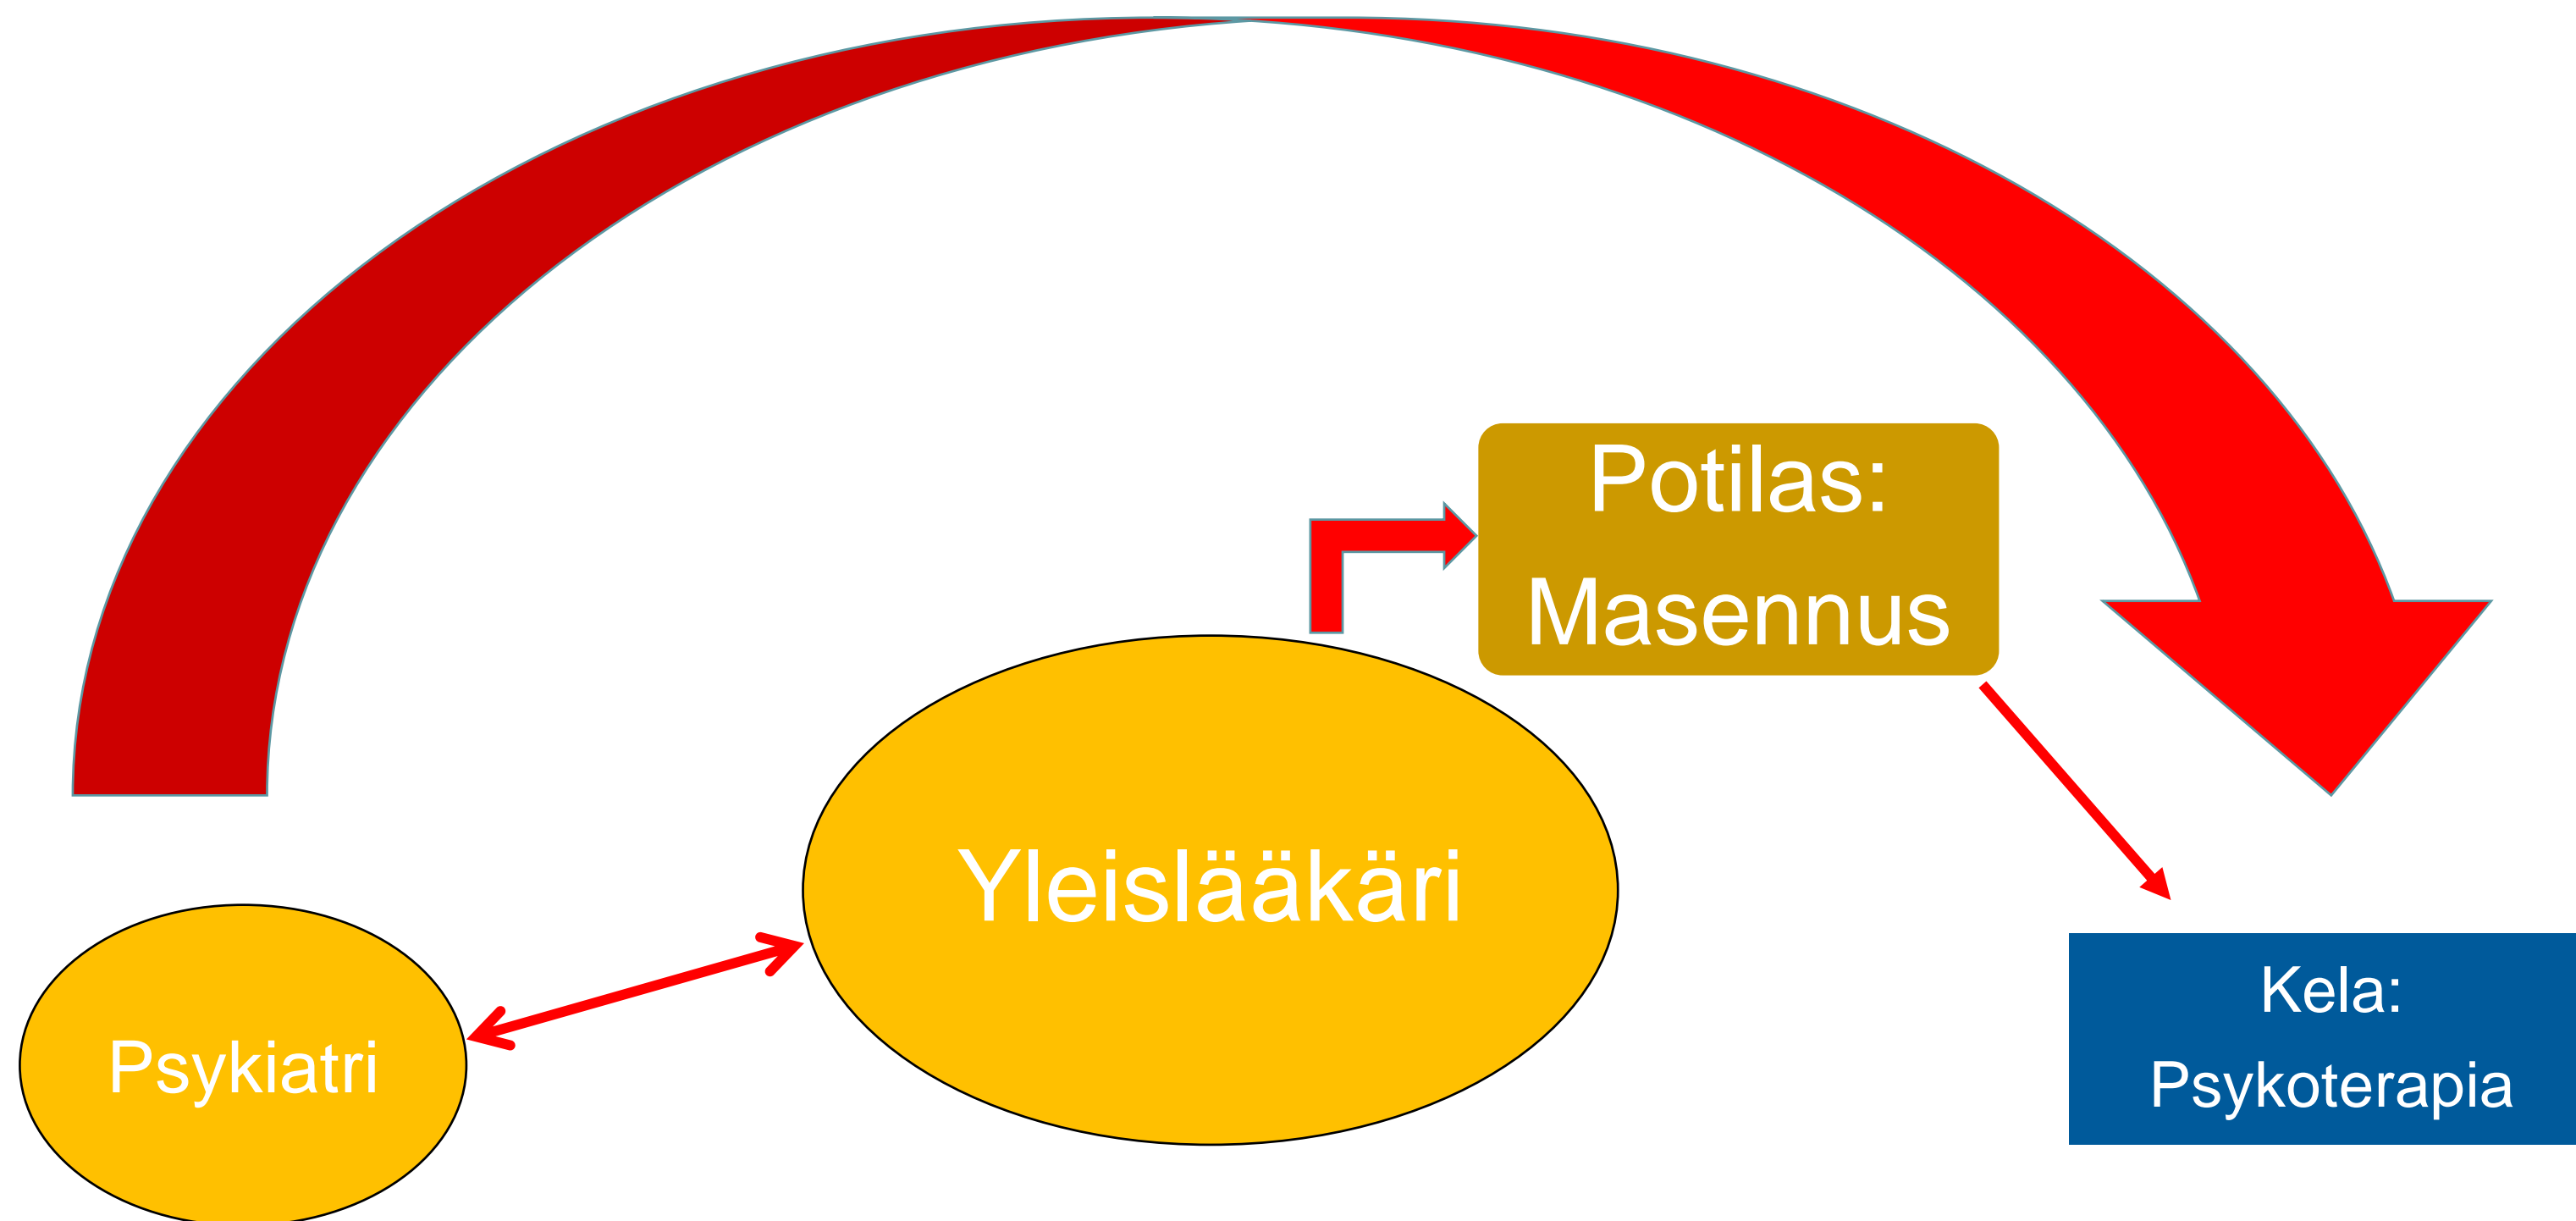 Potilas:
Masennus
Yleislääkäri
Psykiatri
Kela:
Psykoterapia